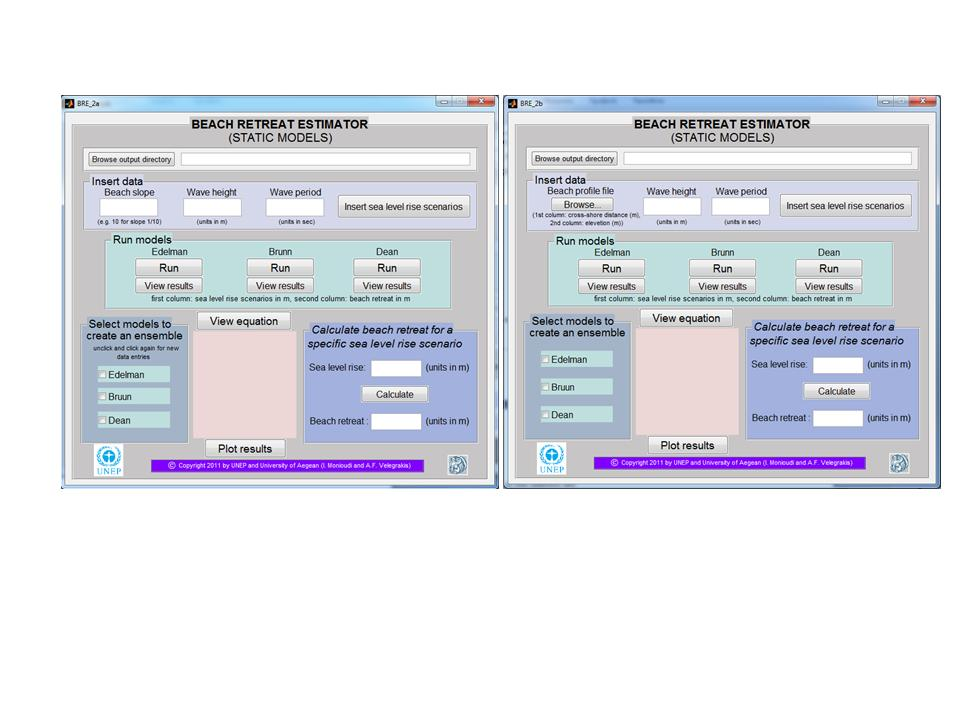 BRE_2a
BEACH RETREAT ESTIMATOR
(STATIC MODELS)
Browse output directory
Insert data
Beach slope
Wave height
Wave period
(e.g. 10 for slope 1/10)
(units in m)
(units in sec)
Insert sea level rise scenarios
Run models
Edelman
Brunn
Dean
Run
Run
Run
View results
View results
View results
first column: sea level rise scenarios in m, second column: beach retreat in m
Select models to
create an ensemble
unclick and click again for new
data entries
Edelman
Bruun
Dean
View equation
Plot results
Calculate beach retreat for a
specific sea level rise scenario
Sea level rise:
(units in m)
Calculate
Beach retreat :
(units in m)
UNEP
© Copyright 2011 by UNEP and University of Aegean (I. Monioudi and A.F. Velegrakis)
BRE_2b
BEACH RETREAT ESTIMATOR
(STATIC MODELS)
Browse output directory
Insert data
Beach profile file
Wave height
Wave period
Browse...
(1st column: cross-shore distance (m),
2nd column: elevetion (m))
(units in m)
(units in sec)
Insert sea level rise scenarios
Run models
Edelman
Brunn
Dean
Run
Run
Run
View results
View results
View results
first column: sea level rise scenarios in m, second column: beach retreat in m
Select models to
create an ensemble
Edelman
Bruun
Dean
View equation
Plot results
Calculate beach retreat for a
specific sea level rise scenario
Sea level rise:
(units in m)
Calculate
Beach retreat :
(units in m)
UNEP
© Copyright 2011 by UNEP and University of Aegean (I. Monioudi and A.F. Velegrakis)